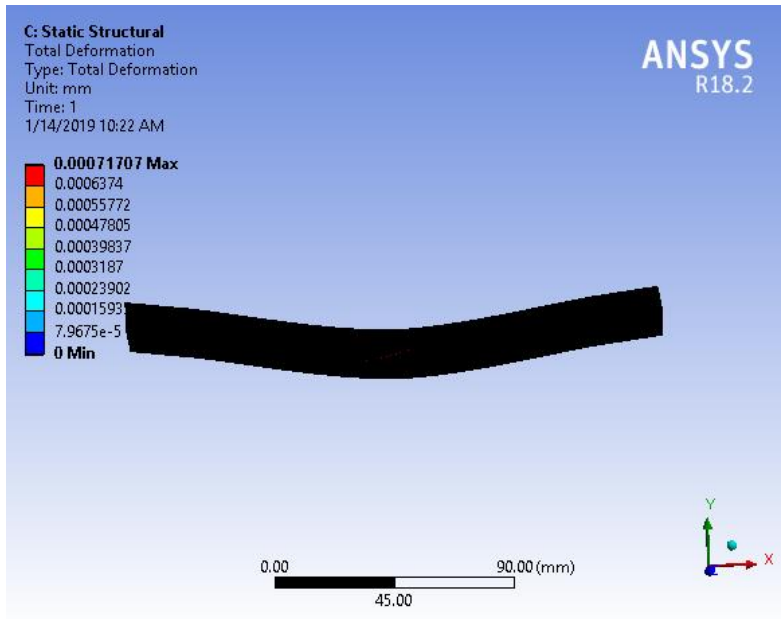 C: Static Structural
Total Deformation
Type: Total Deformation
Unit: mm
Time: 1
1/14/2019 10:22 AM
ANSYS
R18.2
0.00071707 Max
0.0006374
0.00055772
0.00047805
0.00039837
0.0003187
0.00023902
0.00015935
7.9675e-5
0 Min
Y
X
0.00
90.00 (mm)
45.00